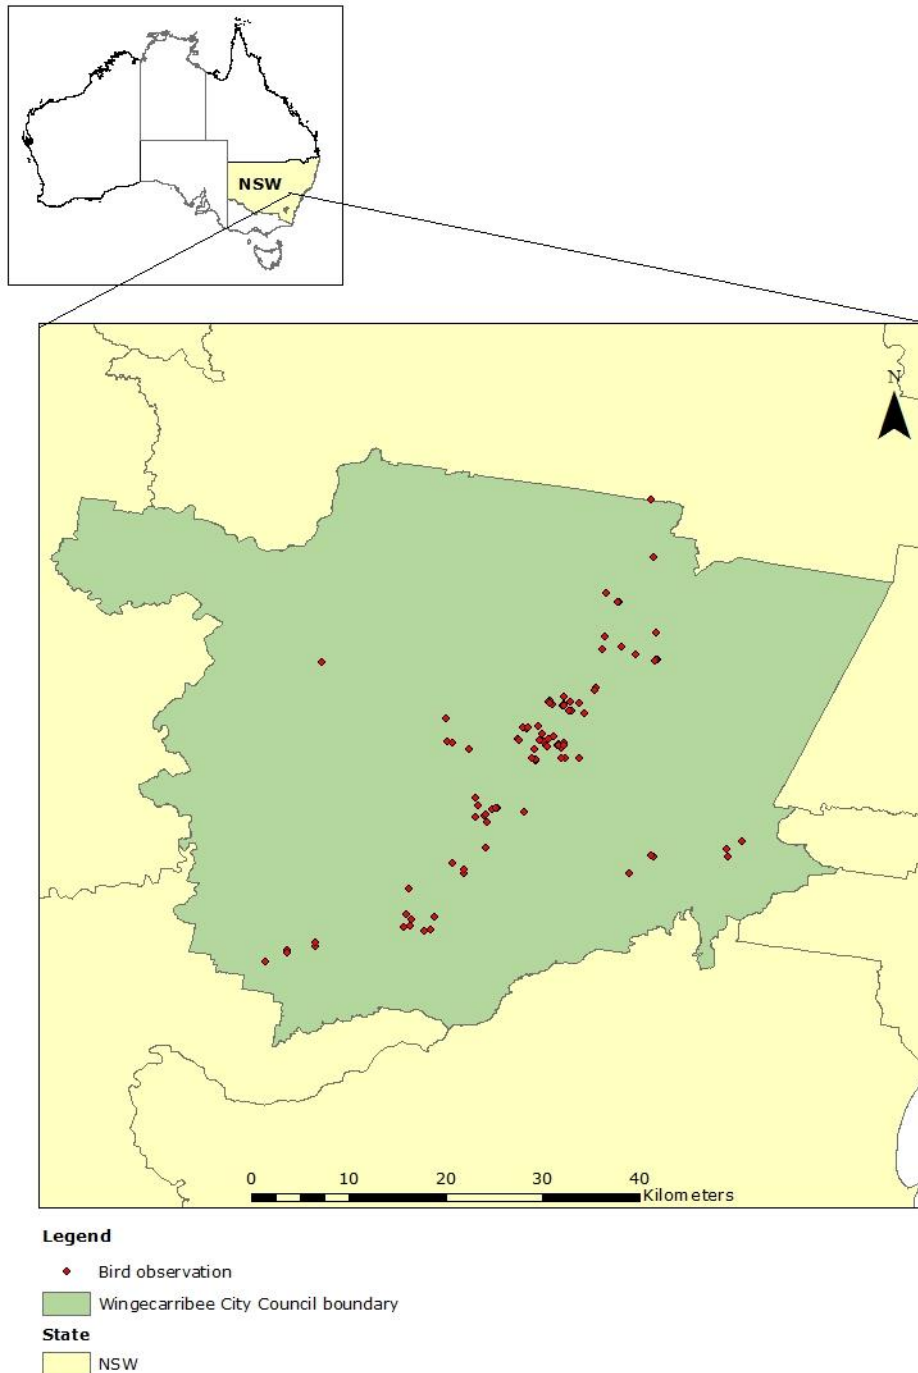 NSW
N
0 10 20 30 40
Kilometers
Legend
Bird observation
Wingecarribee City Council boundary
State
NSW